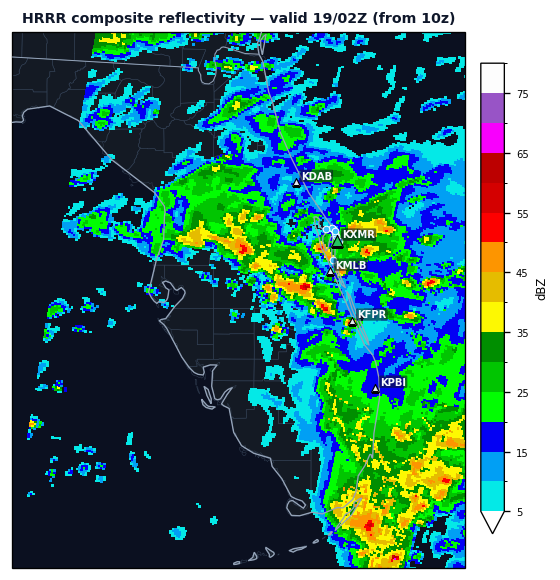 HRRR composite reflectivity — valid 19/02Z (from 10z)
KDAB
KXMR
KMLB
KFPR
KPBI
75
65
55
45
35
25
15
5
dBZ